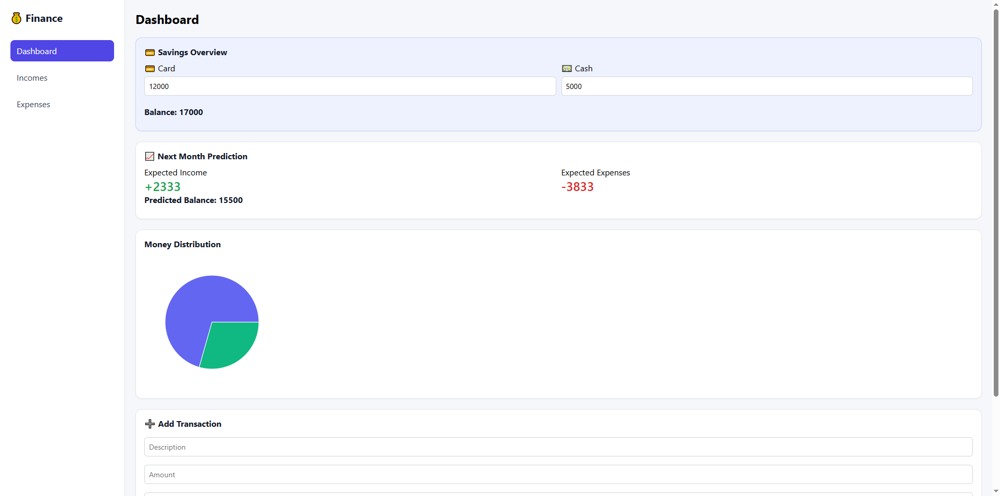 Finance
Dashboard
Incomes
Expenses
Dashboard
Savings Overview
Card
Cash
12000
5000
Balance: 17000
Next Month Prediction
Expected Income
Expected Expenses
+2333
-3833
Predicted Balance: 15500
Money Distribution
Add Transaction
Description
Amount